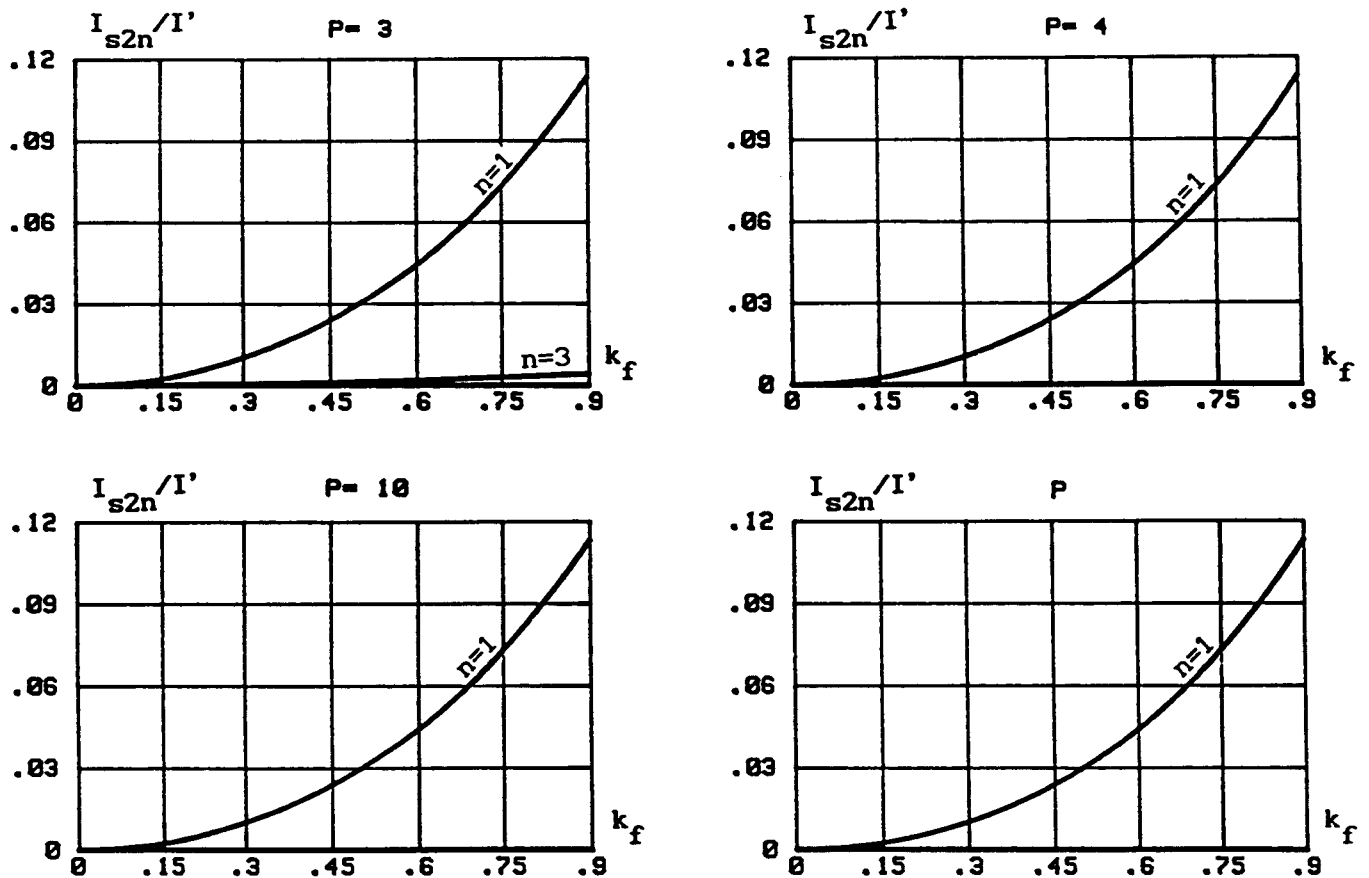 I_s2n/I' P= 3
.12
.09
.06
.03
0
n=1
n=3
k_f
0 .15 .3 .45 .6 .75 .9
I_s2n/I' P= 4
.12
.09
.06
.03
0
n=1
k_f
0 .15 .3 .45 .6 .75 .9
I_s2n/I' P= 10
.12
.09
.06
.03
0
n=1
k_f
0 .15 .3 .45 .6 .75 .9
I_s2n/I' P
.12
.09
.06
.03
0
n=1
k_f
0 .15 .3 .45 .6 .75 .9